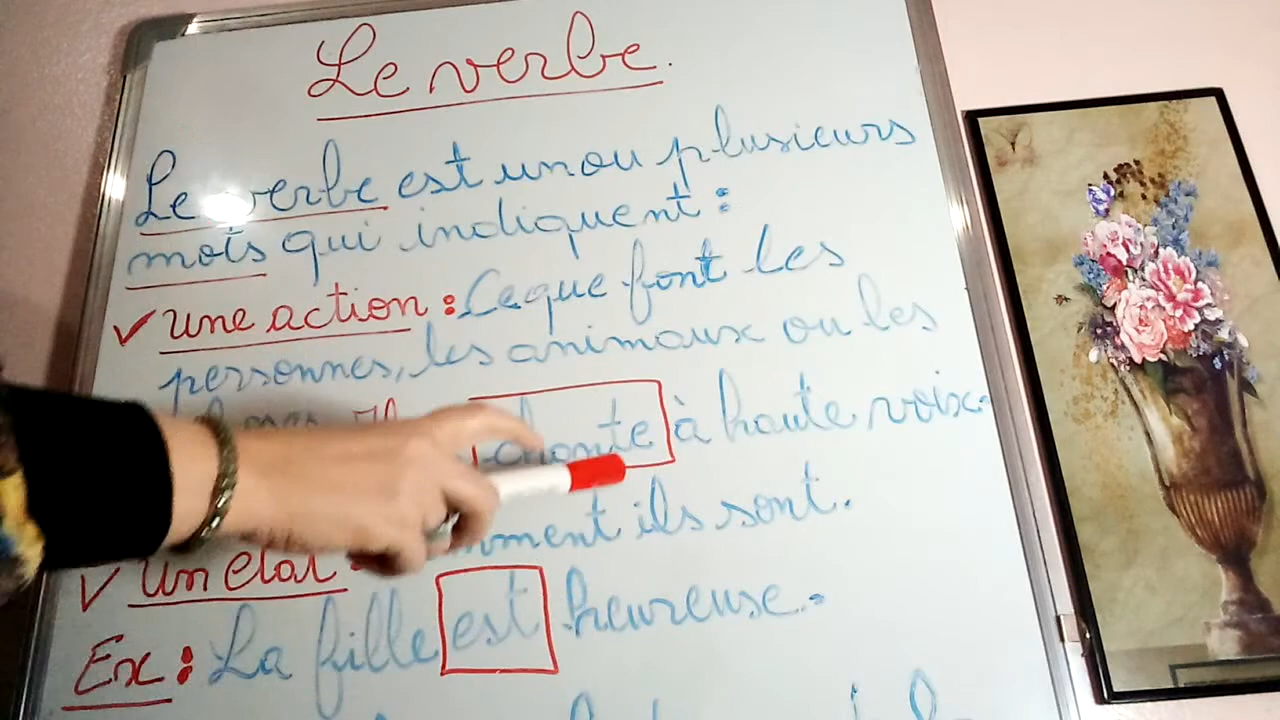 Le verbe.
Le verbe est un ou plusieurs
mots qui indiquent :
✓ Une action : Ce que font les
personnes, les animaux ou les
chante à haute voix.
ils sont.
✓ Un état :
Ex : La fille est heureuse.